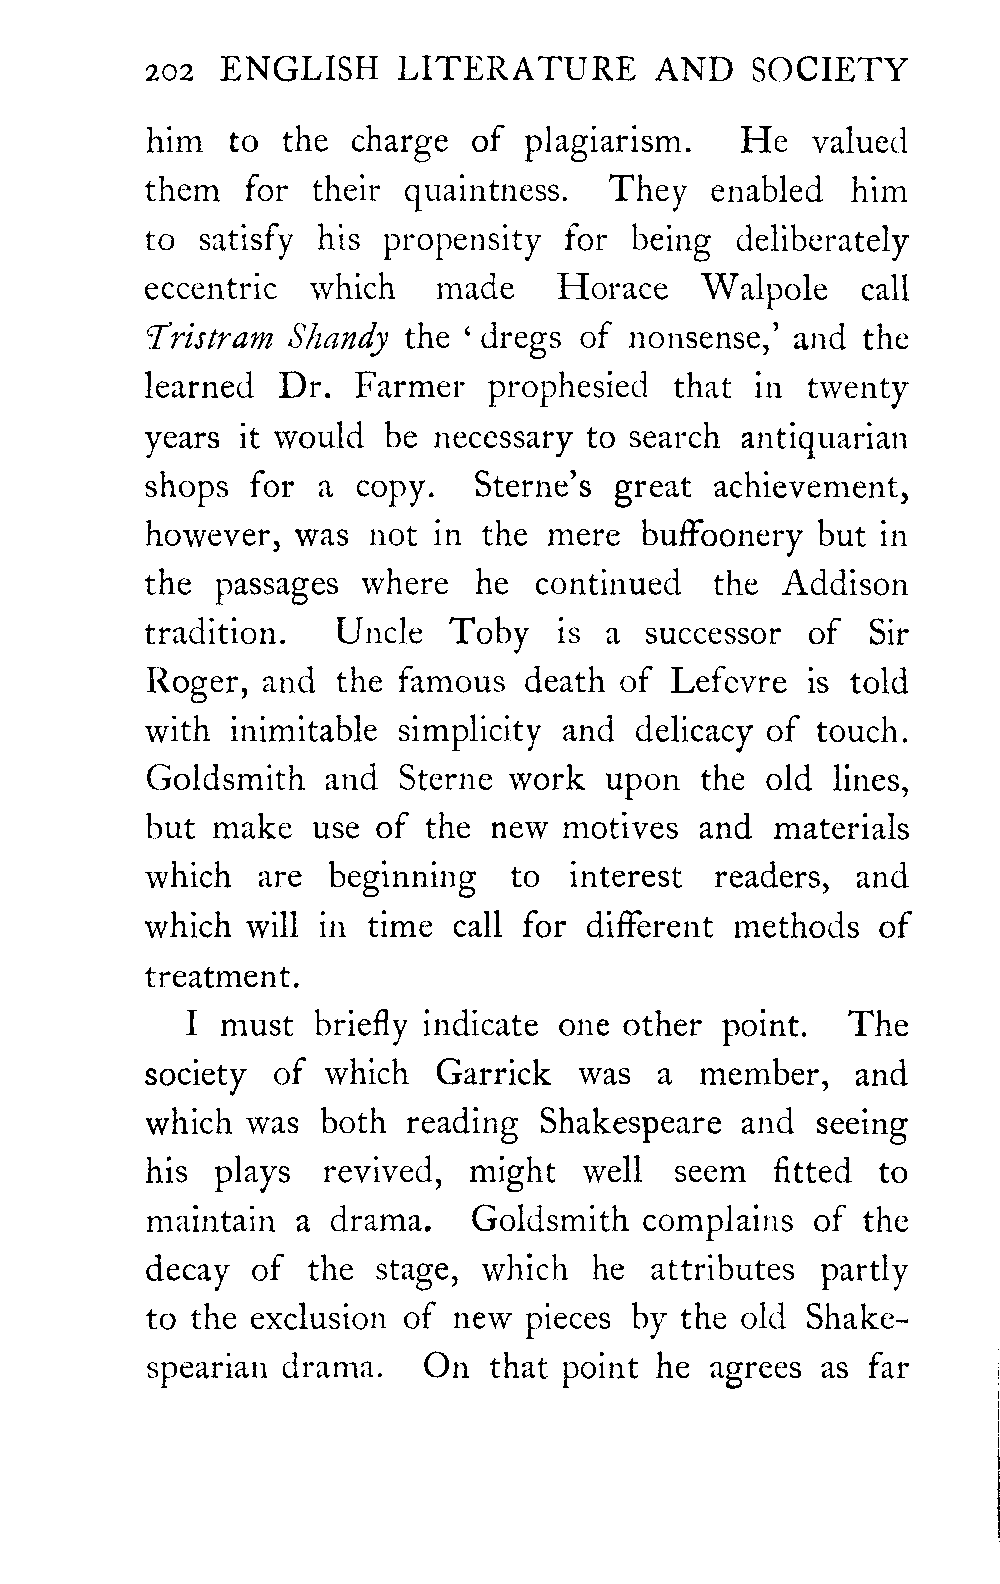 202 ENGLISH LITERATURE AND SOCIETY
him to the charge of plagiarism. He valued
them for their quaintness. They enabled him
to satisfy his propensity for being deliberately
eccentric which made Horace Walpole call
Tristram Shandy the ‘ dregs of nonsense,’ and the
learned Dr. Farmer prophesied that in twenty
years it would be necessary to search antiquarian
shops for a copy. Sterne’s great achievement,
however, was not in the mere buffoonery but in
the passages where he continued the Addison
tradition. Uncle Toby is a successor of Sir
Roger, and the famous death of Lefevre is told
with inimitable simplicity and delicacy of touch.
Goldsmith and Sterne work upon the old lines,
but make use of the new motives and materials
which are beginning to interest readers, and
which will in time call for different methods of
treatment.
I must briefly indicate one other point. The
society of which Garrick was a member, and
which was both reading Shakespeare and seeing
his plays revived, might well seem fitted to
maintain a drama. Goldsmith complains of the
decay of the stage, which he attributes partly
to the exclusion of new pieces by the old Shake-
spearian drama. On that point he agrees as far